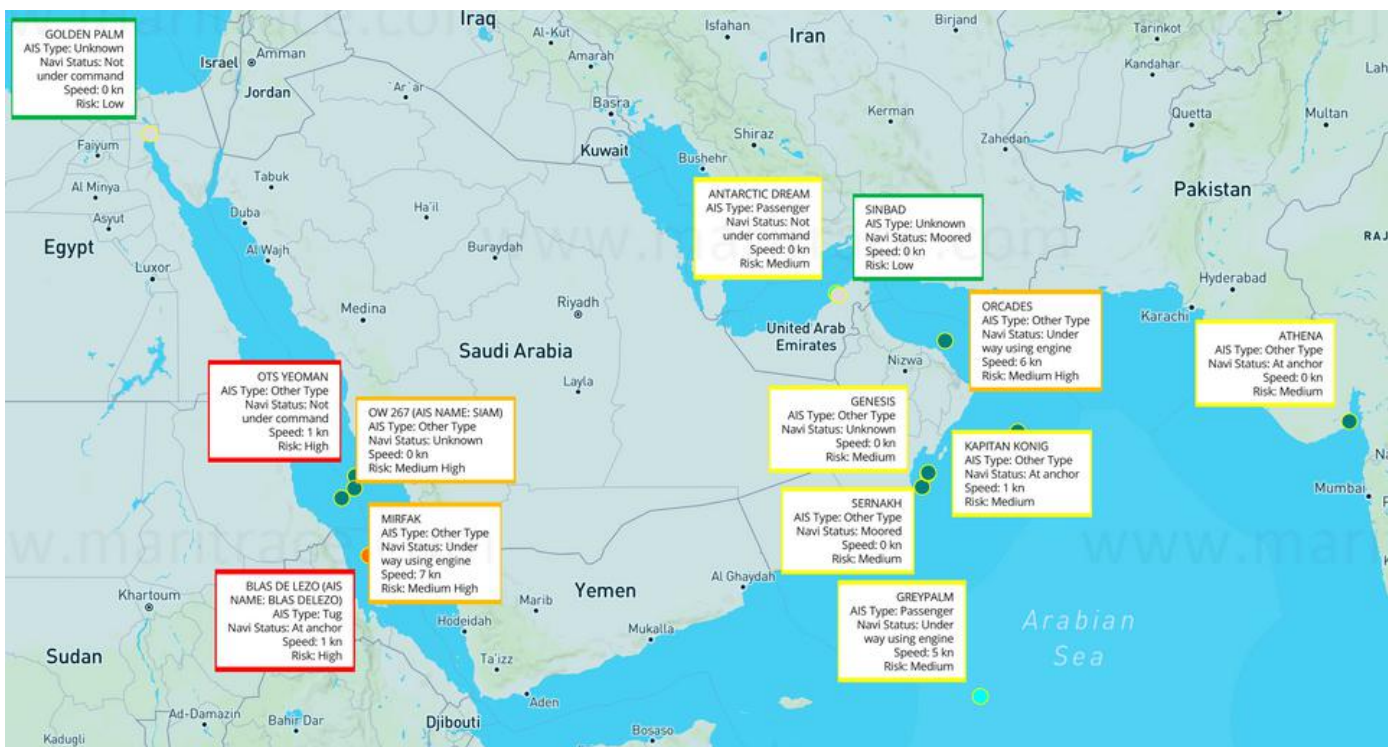 GOLDEN PALM
AIS Type: Unknown
Navi Status: Not
under command
Speed: 0 kn
Risk: Low
Iraq
Al-Kut
Amarah
Isfahan
Iran
Birjand
Tarinkot
Kandahar
Lah
Israel
Amman
Jordan
Ar`ar
Basra
Kuwait
Shiraz
Bushehr
Kerman
Zahedan
Quetta
Multan
Pakistan
Faiyum
Al Minya
Asyut
Egypt
Luxor
Tabuk
Duba
Al Wajh
Ha'il
Buraydah
Medina
Riyadh
Saudi Arabia
Layla
ANTARCTIC DREAM
AIS Type: Passenger
Navi Status: Not
under command
Speed: 0 kn
Risk: Medium
SINBAD
AIS Type: Unknown
Navi Status: Moored
Speed: 0 kn
Risk: Low
RAJ
Hyderabad
Karachi
United Arab
Emirates
Nizwa
ORCADES
AIS Type: Other Type
Navi Status: Under
way using engine
Speed: 6 kn
Risk: Medium High
ATHENA
AIS Type: Other Type
Navi Status: At anchor
Speed: 0 kn
Risk: Medium
OTS YEOMAN
AIS Type: Other Type
Navi Status: Not
under command
Speed: 1 kn
Risk: High
OW 267 (AIS NAME: SIAM)
AIS Type: Other Type
Navi Status: Unknown
Speed: 0 kn
Risk: Medium High
GENESIS
AIS Type: Other Type
Navi Status: Unknown
Speed: 0 kn
Risk: Medium
KAPITAN KONIG
AIS Type: Other Type
Navi Status: At anchor
Speed: 1 kn
Risk: Medium
Na
Mumbai
P
SERNAKH
AIS Type: Other Type
Navi Status: Moored
Speed: 0 kn
Risk: Medium
MIRFAK
AIS Type: Other Type
Navi Status: Under
way using engine
Speed: 7 kn
Risk: Medium High
BLAS DE LEZO (AIS
NAME: BLAS DELEZO)
AIS Type: Tug
Navi Status: At anchor
Speed: 1 kn
Risk: High
GREYPALM
AIS Type: Passenger
Navi Status: Under
way using engine
Speed: 5 kn
Risk: Medium
Khartoum
Sudan
Yemen
Al Ghaydah
Marib
Hodeidah
Mukalla
Ta'izz
Aden
Arabian
Sea
Ad-Damazin
Bahir Dar
Kadugli
Djibouti
Bosaso